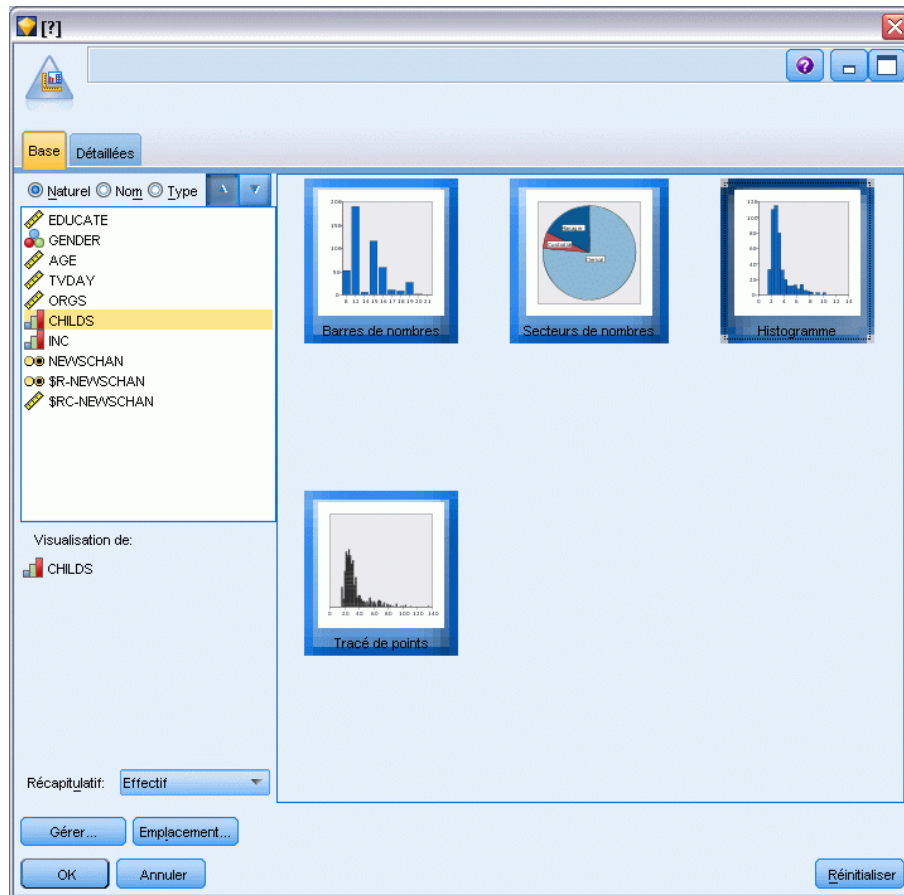 [?]
Base Détaillées
Naturel Nom Type
EDUCATE
GENDER
AGE
TVDAY
ORGS
CHILDS
INC
NEWSCHAN
$R-NEWSCHAN
$RC-NEWSCHAN
Visualisation de:
CHILDS
Récapitulatif: Effectif
Gérer... Emplacement...
OK Annuler Réinitialiser
Barres de nombres
Secteurs de nombres
Histogramme
Tracé de points